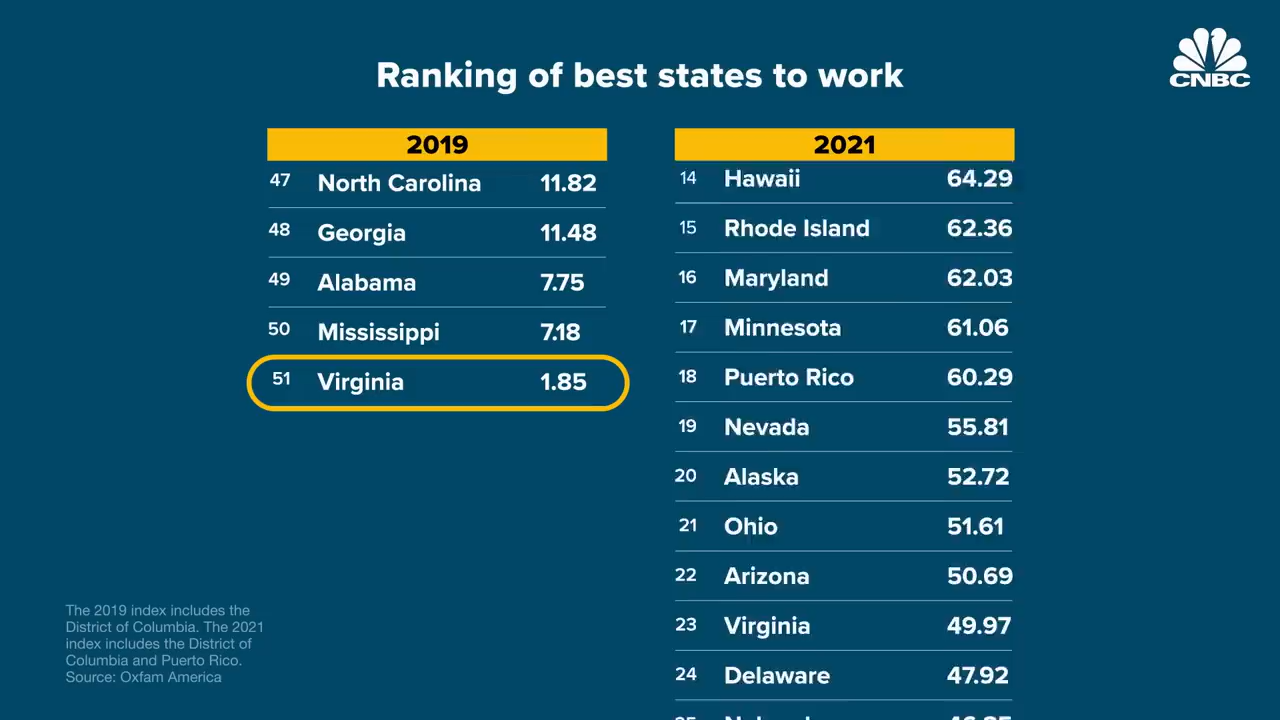 CNBC
Ranking of best states to work
2019
47 North Carolina 11.82
48 Georgia 11.48
49 Alabama 7.75
50 Mississippi 7.18
51 Virginia 1.85
2021
14 Hawaii 64.29
15 Rhode Island 62.36
16 Maryland 62.03
17 Minnesota 61.06
18 Puerto Rico 60.29
19 Nevada 55.81
20 Alaska 52.72
21 Ohio 51.61
22 Arizona 50.69
23 Virginia 49.97
24 Delaware 47.92
The 2019 index includes the
District of Columbia. The 2021
index includes the District of
Columbia and Puerto Rico.
Source: Oxfam America